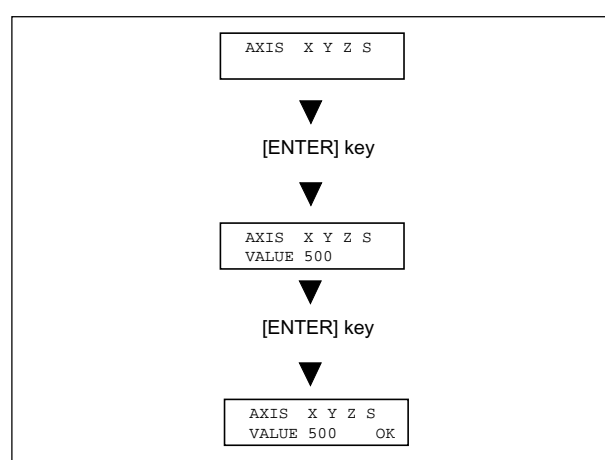 AXIS X Y Z S
[ENTER] key
AXIS X Y Z S
VALUE 500
[ENTER] key
AXIS X Y Z S
VALUE 500 OK